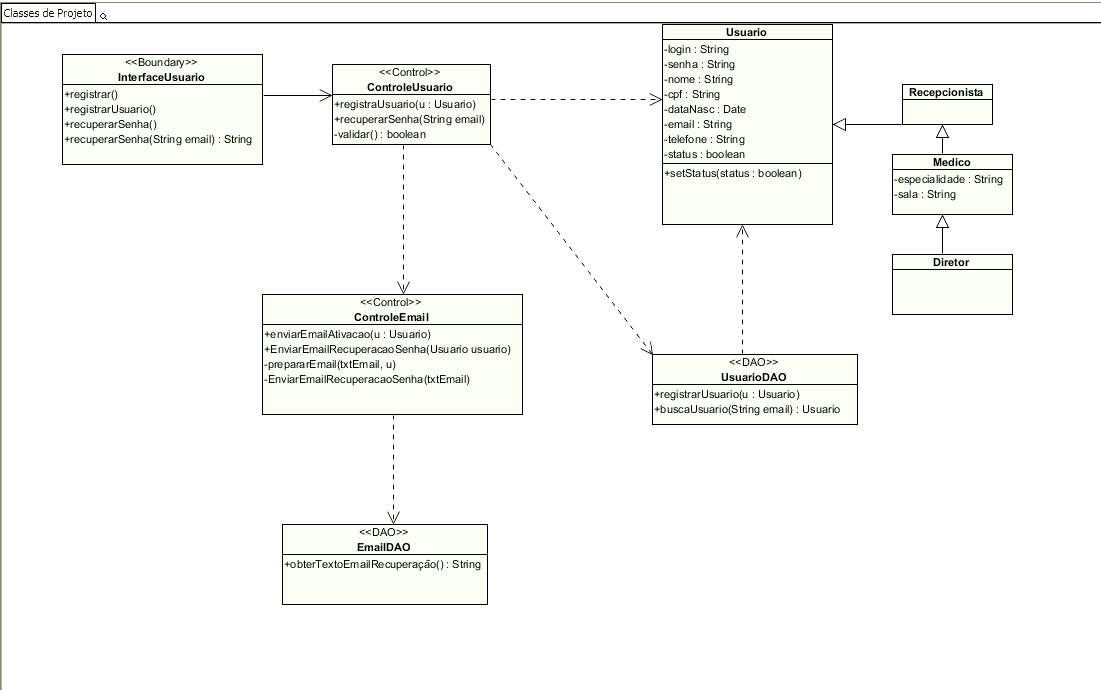 Classes de Projeto
<<Boundary>>
InterfaceUsuario
+registrar()
+registrarUsuario()
+recuperarSenha()
+recuperarSenha(String email) : String
<<Control>>
ControleUsuario
+registraUsuario(u : Usuario)
+recuperarSenha(String email)
-validar() : boolean
Usuario
-login : String
-senha : String
-nome : String
-cpf : String
-dataNasc : Date
-email : String
-telefone : String
-status : boolean
+setStatus(status : boolean)
Recepcionista
Medico
-especialidade : String
-sala : String
Diretor
<<Control>>
ControleEmail
+enviarEmailAtivacao(u : Usuario)
+EnviarEmailRecuperacaoSenha(Usuario usuario)
-prepararEmail(txtEmail, u)
-EnviarEmailRecuperacaoSenha(txtEmail)
<<DAO>>
UsuarioDAO
+registrarUsuario(u : Usuario)
+buscaUsuario(String email) : Usuario
<<DAO>>
EmailDAO
+obterTextoEmailRecuperação() : String